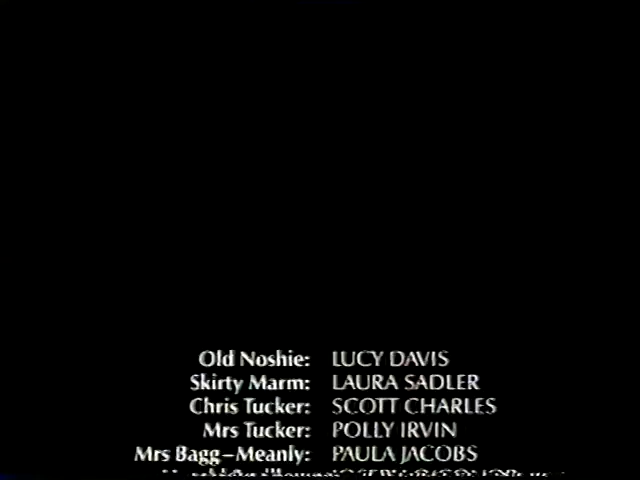 Old Noshie: LUCY DAVIS
Skirty Marm: LAURA SADLER
Chris Tucker: SCOTT CHARLES
Mrs Tucker: POLLY IRVIN
Mrs Bagg-Meanly: PAULA JACOBS